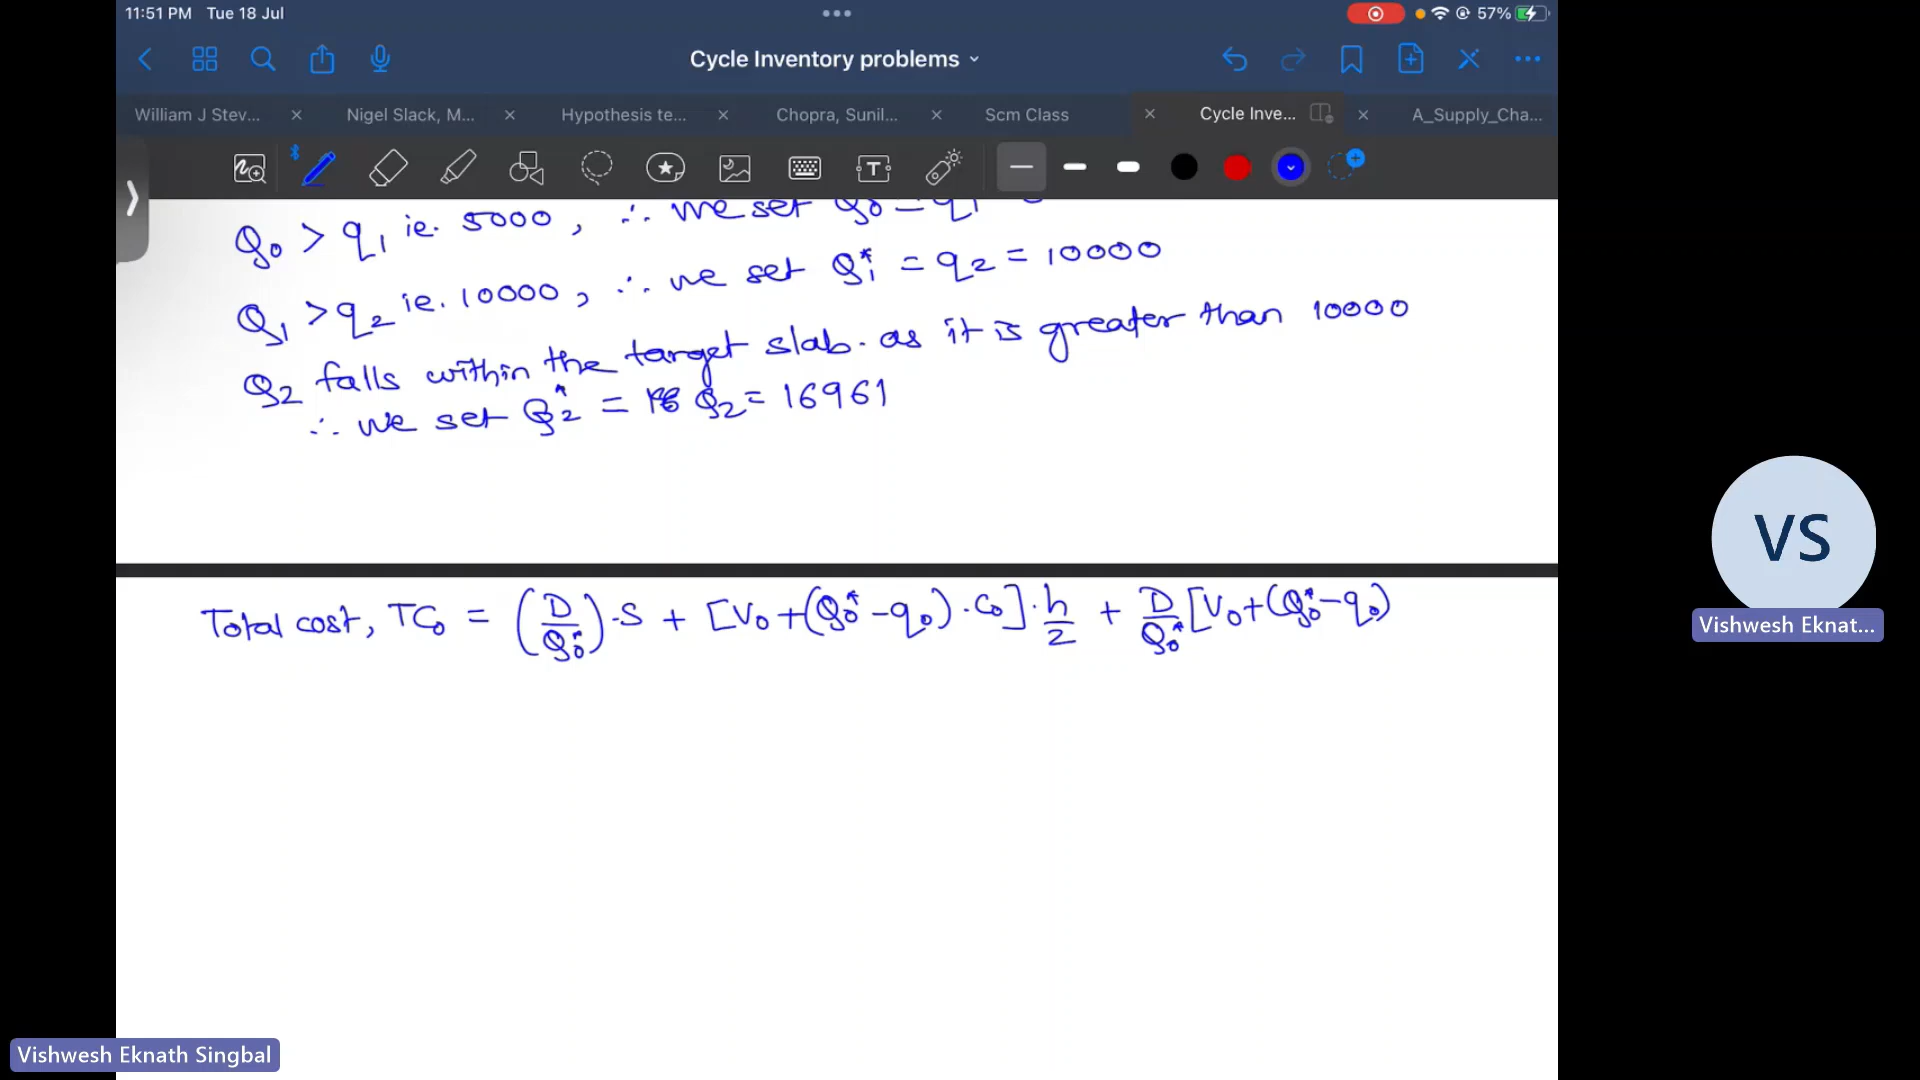 11:51 PM Tue 18 Jul
57%
Cycle Inventory problems
William J Stev... × Nigel Slack, M... × Hypothesis te... × Chopra, Sunil... × Scm Class × Cycle Inve... × A_Supply_Cha...
Q₀ > q₁ ie. 5000, ∴ we set Q₀ = q₁
Q₁ > q₂ ie. 10000, ∴ we set Q₁* = q₂ = 10000
Q₂ falls within the target slab. as it is greater than 10000
∴ we set Q₂* = Q₂ = 16961
Total cost, TC₀ = (D/Q₀*)·S + [V₀+(Q₀*-q₀)·C₀]·h/2 + D/Q₀*[V₀+(Q₀*-q₀)
VS
Vishwesh Eknat...
Vishwesh Eknath Singbal